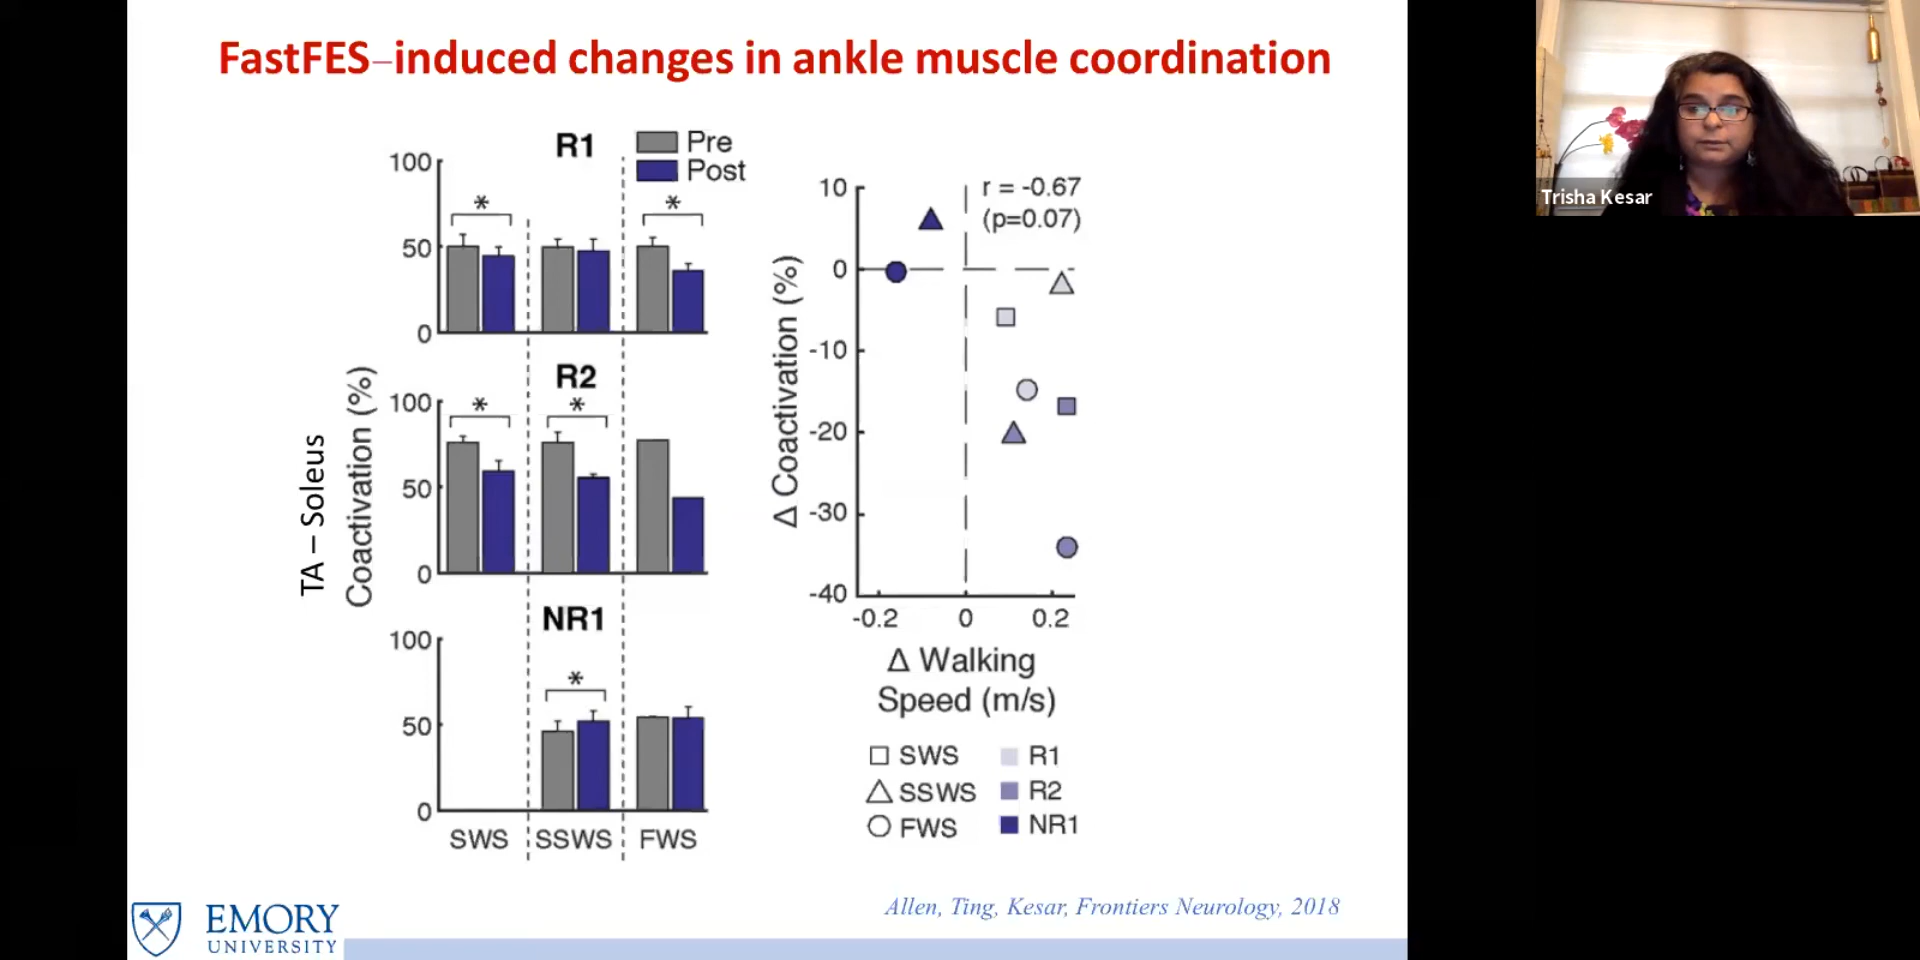 FastFES–induced changes in ankle muscle coordination
Trisha Kesar
R1
Pre
Post
100
*
*
50
0
R2
100
*
*
50
0
NR1
100
*
50
0
SWS
SSWS
FWS
TA – Soleus
Coactivation (%)
r = -0.67
(p=0.07)
10
0
-10
-20
-30
-40
Δ Coactivation (%)
-0.2
0
0.2
Δ Walking
Speed (m/s)
SWS
R1
SSWS
R2
FWS
NR1
EMORY
UNIVERSITY
Allen, Ting, Kesar, Frontiers Neurology, 2018